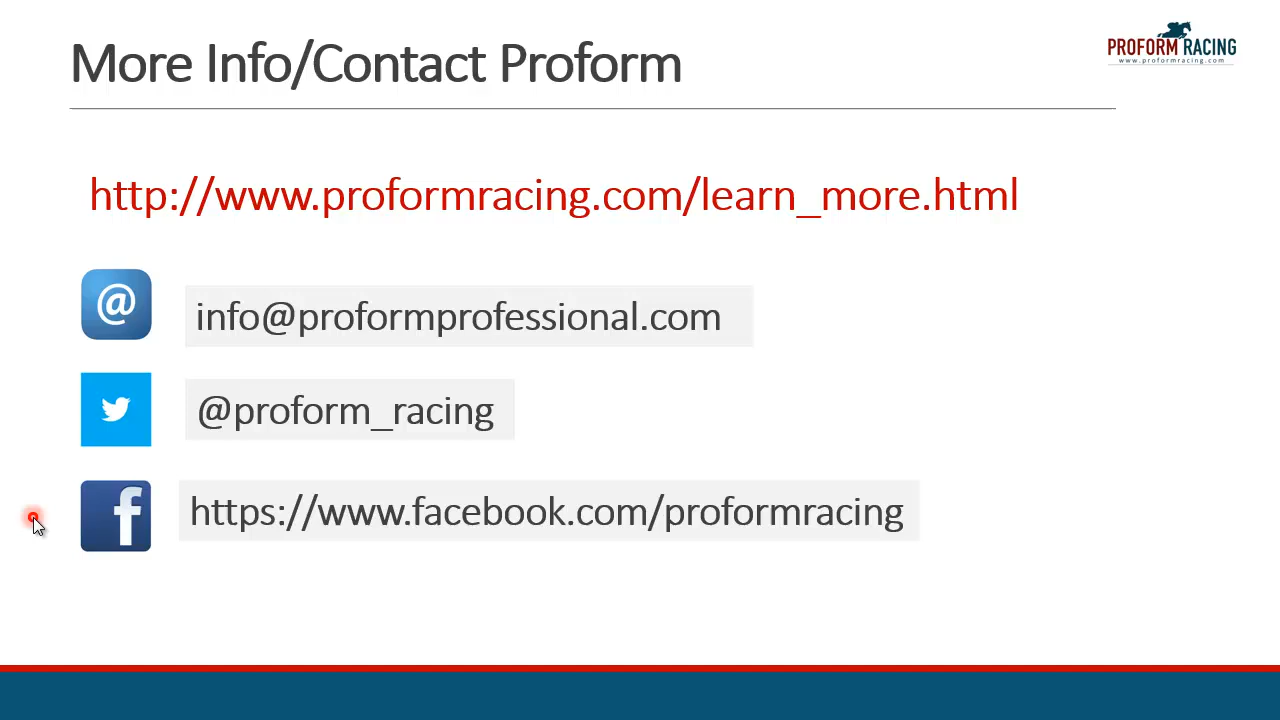 More Info/Contact Proform
PROFORM RACING
www.proformracing.com
http://www.proformracing.com/learn_more.html
@
info@proformprofessional.com
@proform_racing
f
https://www.facebook.com/proformracing